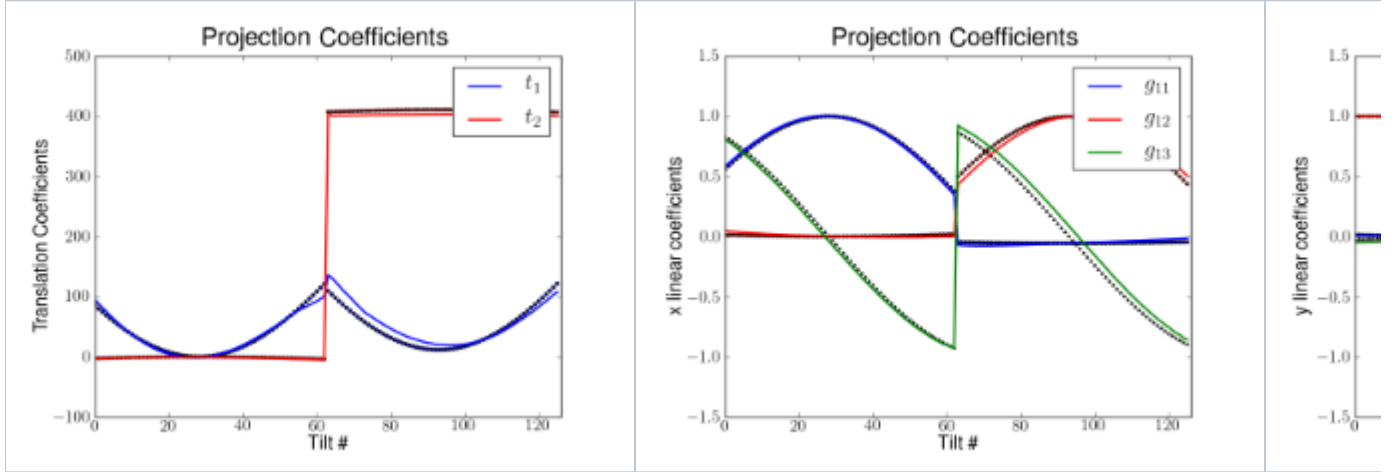 Projection Coefficients
500
400
300
200
100
0
−100
Translation Coefficients
t₁
t₂
0 20 40 60 80 100 120
Tilt #
Projection Coefficients
1.5
1.0
0.5
0.0
−0.5
−1.0
−1.5
x linear coefficients
g₁₁
g₁₂
g₁₃
0 20 40 60 80 100 120
Tilt #
1.5
1.0
0.5
0.0
−0.5
−1.0
−1.5
y linear coefficients
0